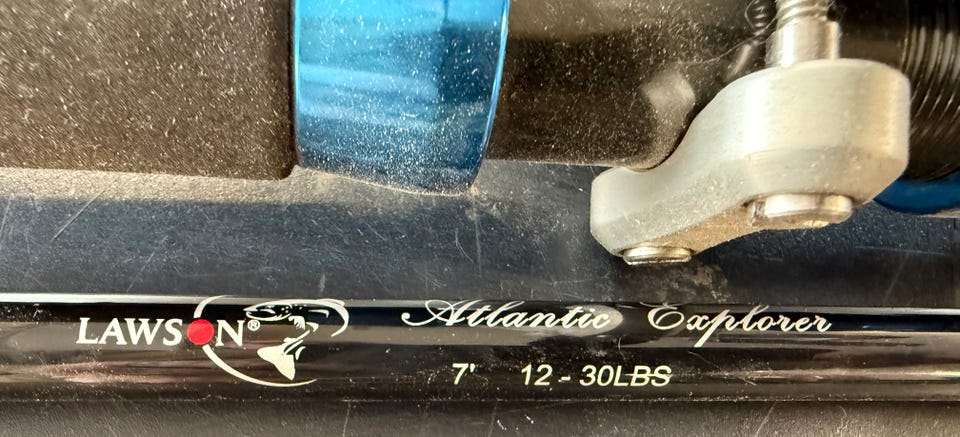 LAWSON® Atlantic Explorer
7' 12 - 30LBS